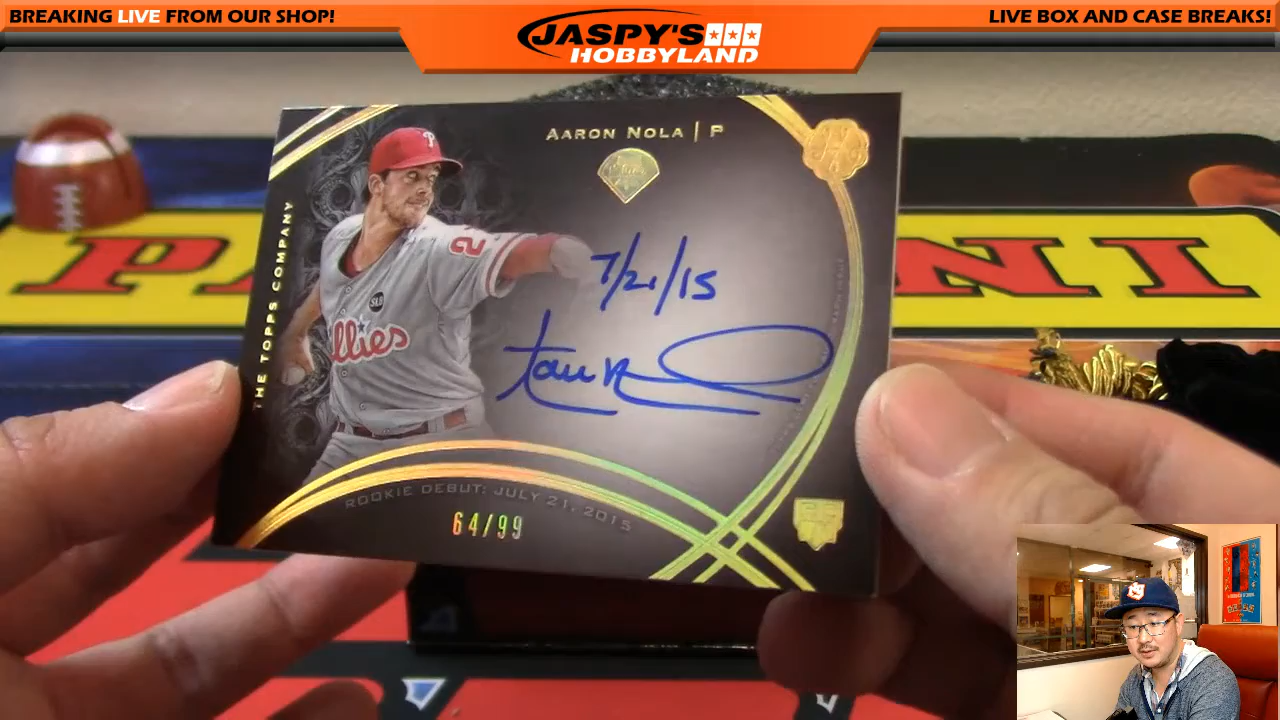 BREAKING LIVE FROM OUR SHOP!
JASPY'S
HOBBYLAND
LIVE BOX AND CASE BREAKS!
AARON NOLA | P
THE TOPPS COMPANY
Phillies
7/21/15
ROOKIE DEBUT: JULY 21, 2015
64/99